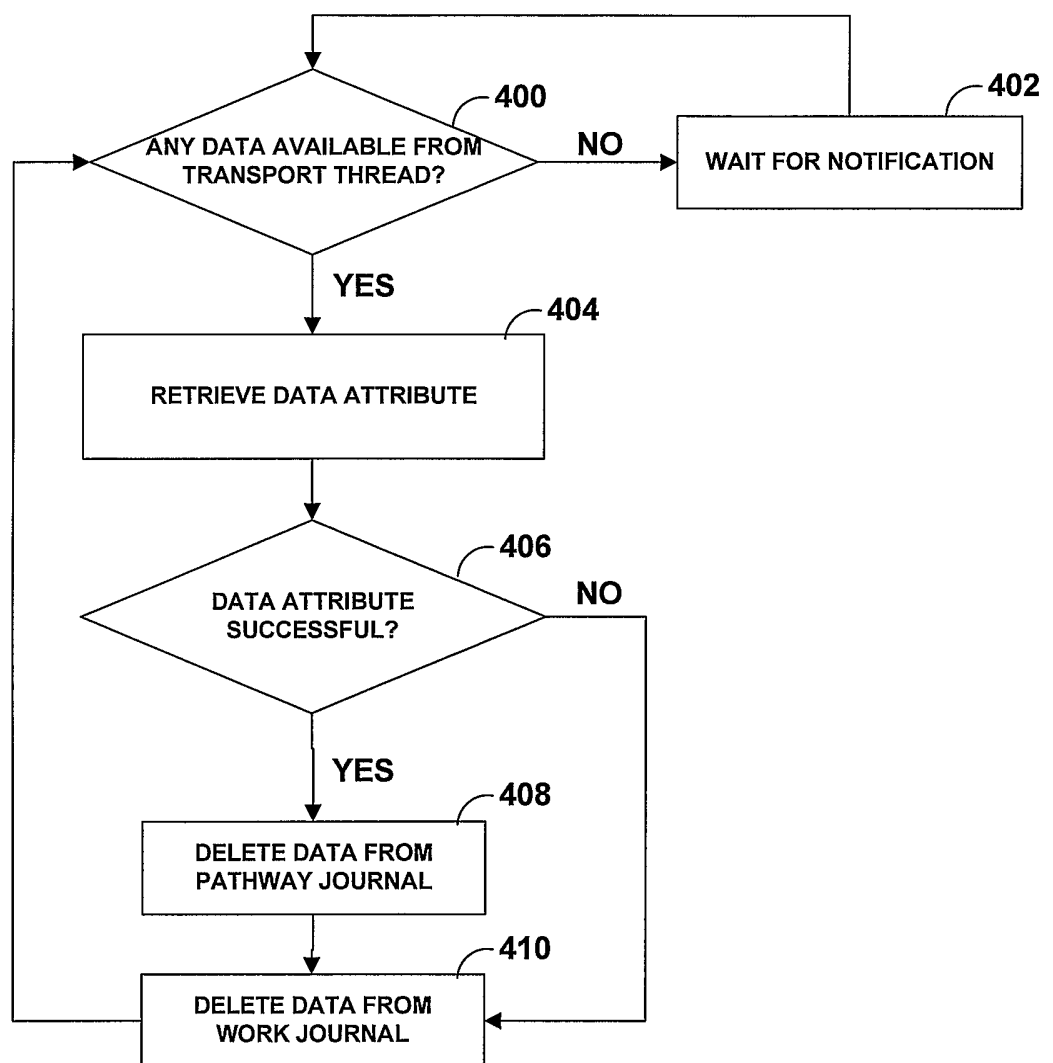 400
402
ANY DATA AVAILABLE FROM
TRANSPORT THREAD?
NO
WAIT FOR NOTIFICATION
YES
404
RETRIEVE DATA ATTRIBUTE
406
DATA ATTRIBUTE
SUCCESSFUL?
NO
YES
408
DELETE DATA FROM
PATHWAY JOURNAL
410
DELETE DATA FROM
WORK JOURNAL